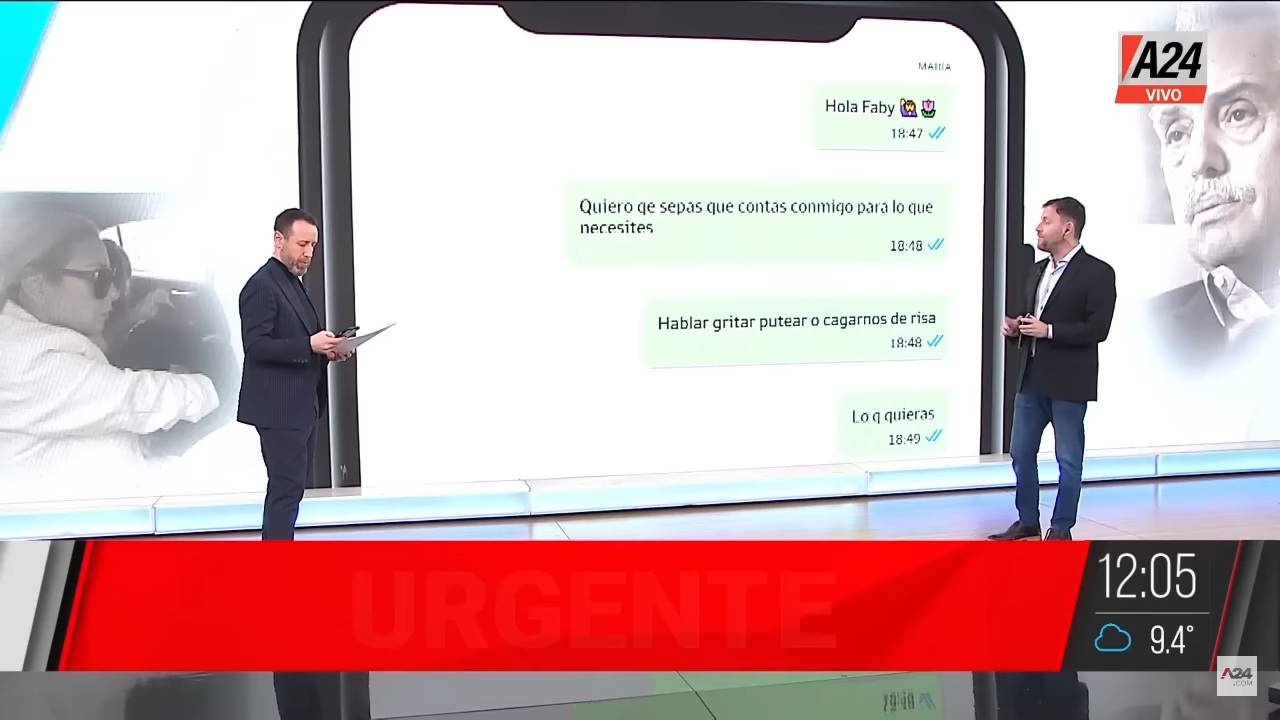 MARÍA
A24
VIVO
Hola Faby 🙋‍♀️🌷
18:47
Quiero qe sepas que contas conmigo para lo que
necesites
18:48
Hablar gritar putear o cagarnos de risa
18:48
Lo q quieras
18:49
URGENTE
12:05
9.4°
A24
.COM